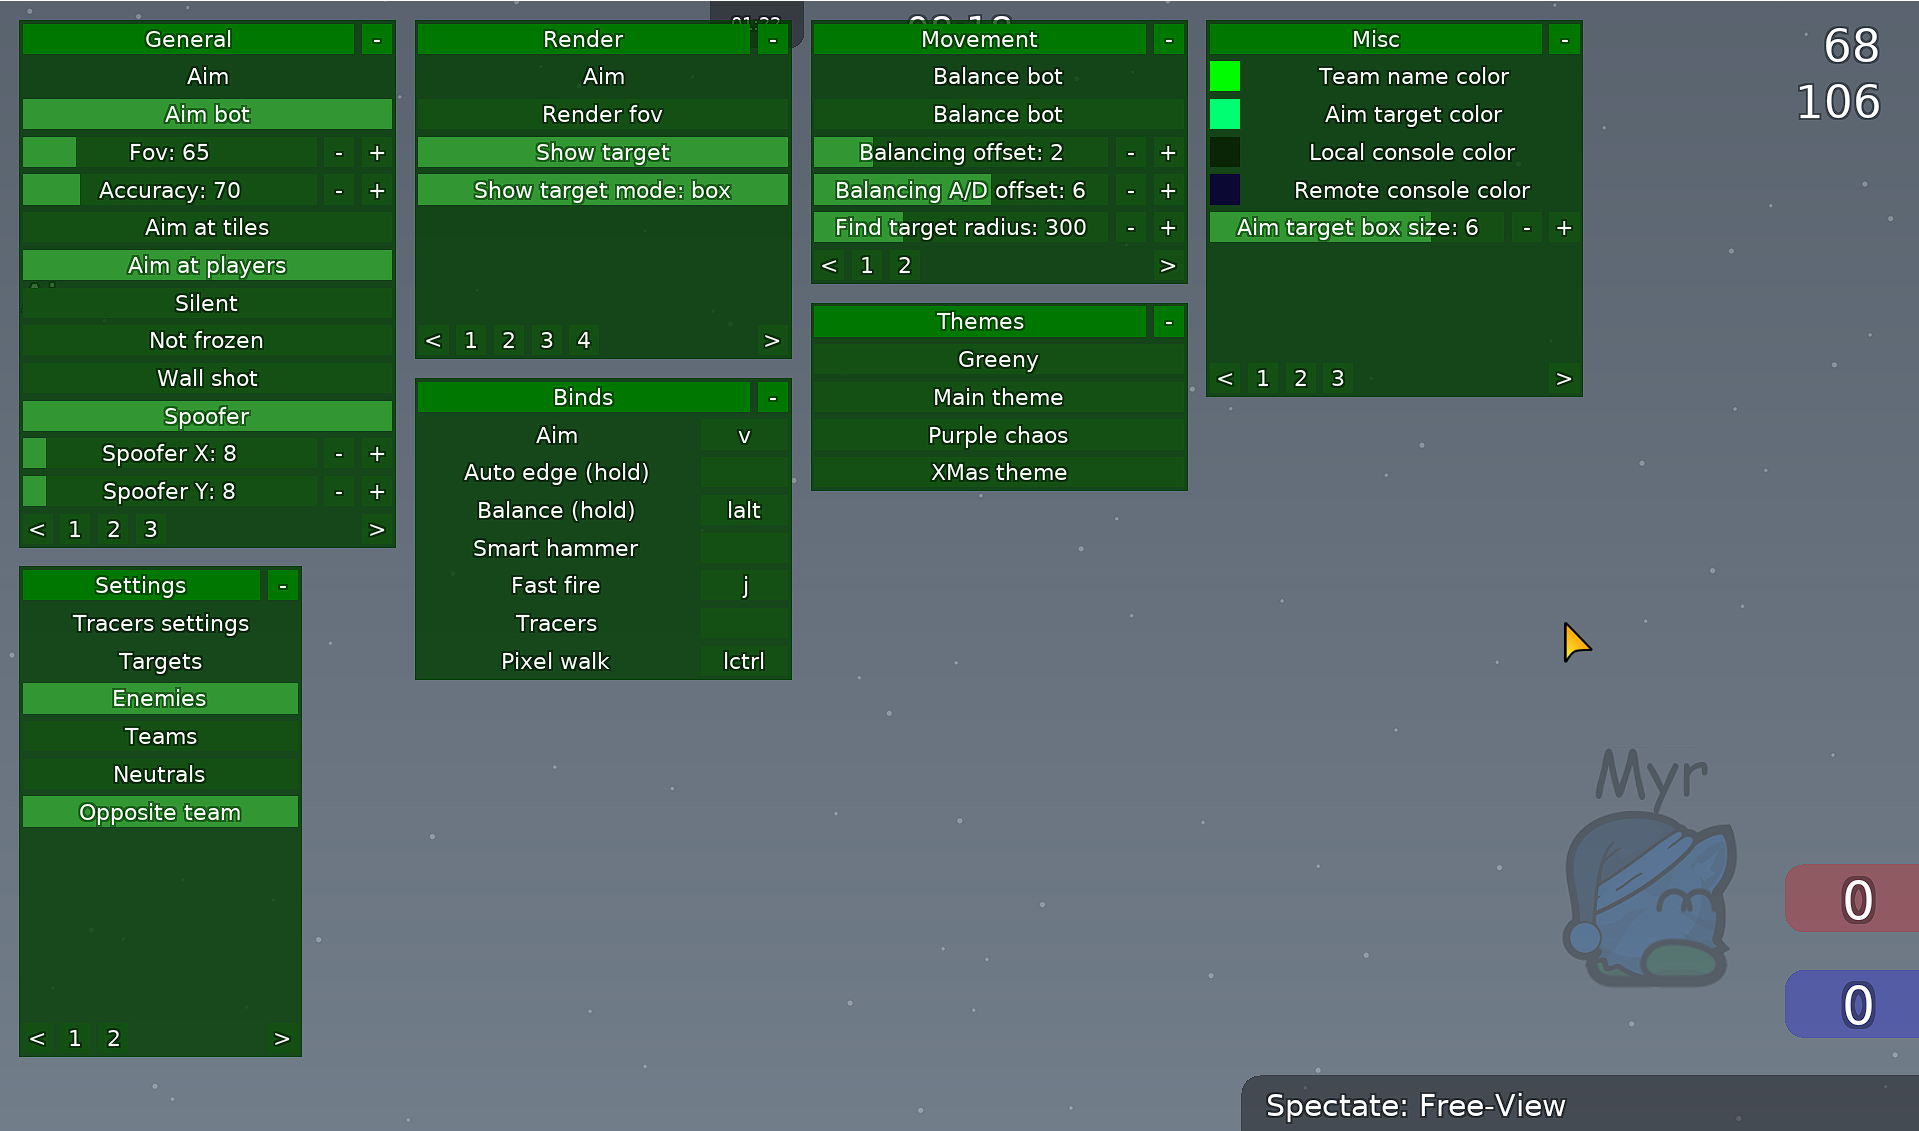 General -
Aim
Aim bot
Fov: 65 - +
Accuracy: 70 - +
Aim at tiles
Aim at players
Silent
Not frozen
Wall shot
Spoofer
Spoofer X: 8 - +
Spoofer Y: 8 - +
< 1 2 3 >
Settings -
Tracers settings
Targets
Enemies
Teams
Neutrals
Opposite team
< 1 2 >
Render -
Aim
Render fov
Show target
Show target mode: box
< 1 2 3 4 >
Binds -
Aim v
Auto edge (hold)
Balance (hold) lalt
Smart hammer
Fast fire j
Tracers
Pixel walk lctrl
Movement -
Balance bot
Balance bot
Balancing offset: 2 - +
Balancing A/D offset: 6 - +
Find target radius: 300 - +
< 1 2 >
Themes -
Greeny
Main theme
Purple chaos
XMas theme
Misc -
Team name color
Aim target color
Local console color
Remote console color
Aim target box size: 6 - +
< 1 2 3 >
68
106
Myr
0
0
Spectate: Free-View